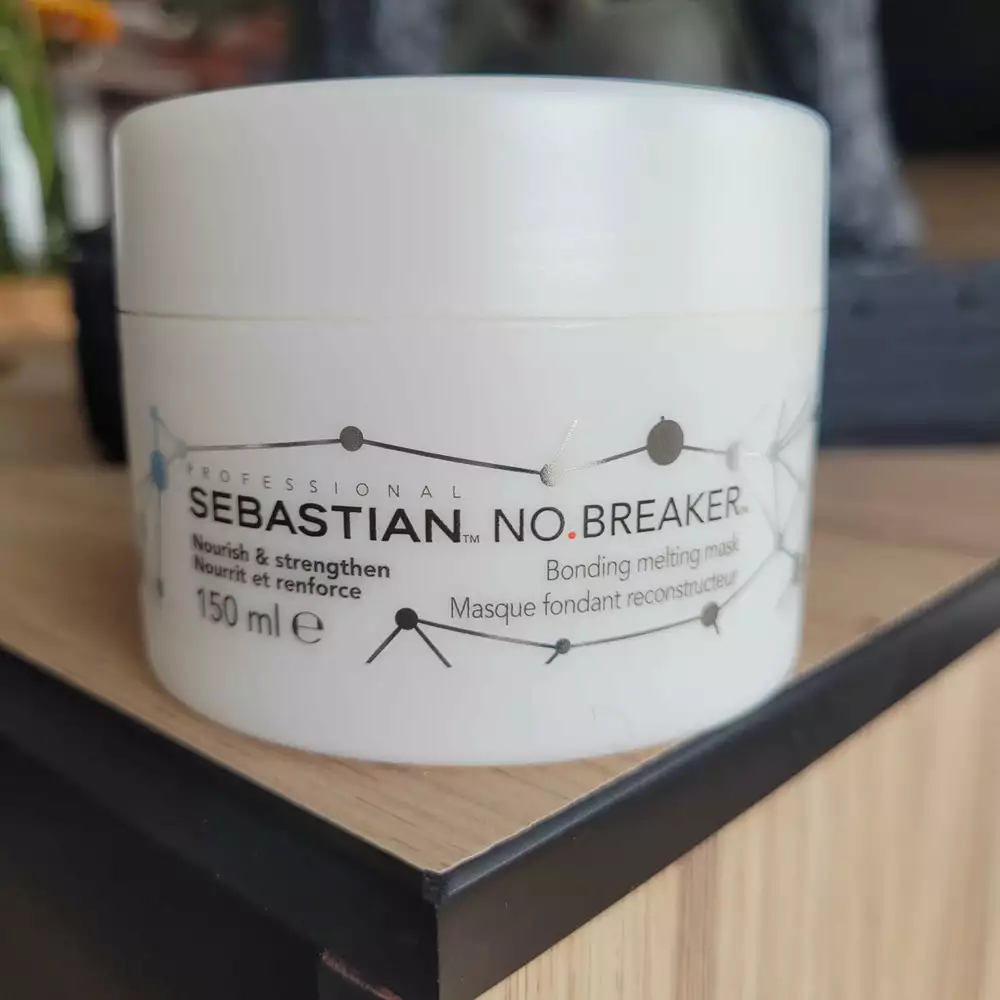 PROFESSIONAL
SEBASTIAN™ NO.BREAKER™
Nourish & strengthen
Nourrit et renforce
150 ml ℮
Bonding melting mask
Masque fondant reconstructeur